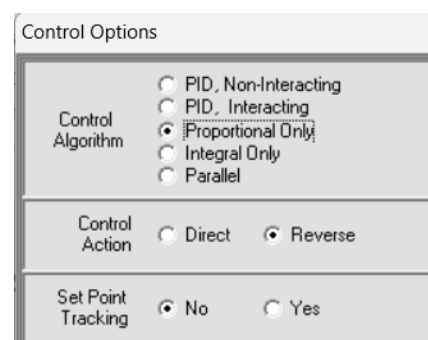 Control Options
Control
Algorithm
PID, Non-Interacting
PID, Interacting
Proportional Only
Integral Only
Parallel
Control
Action
Direct
Reverse
Set Point
Tracking
No
Yes